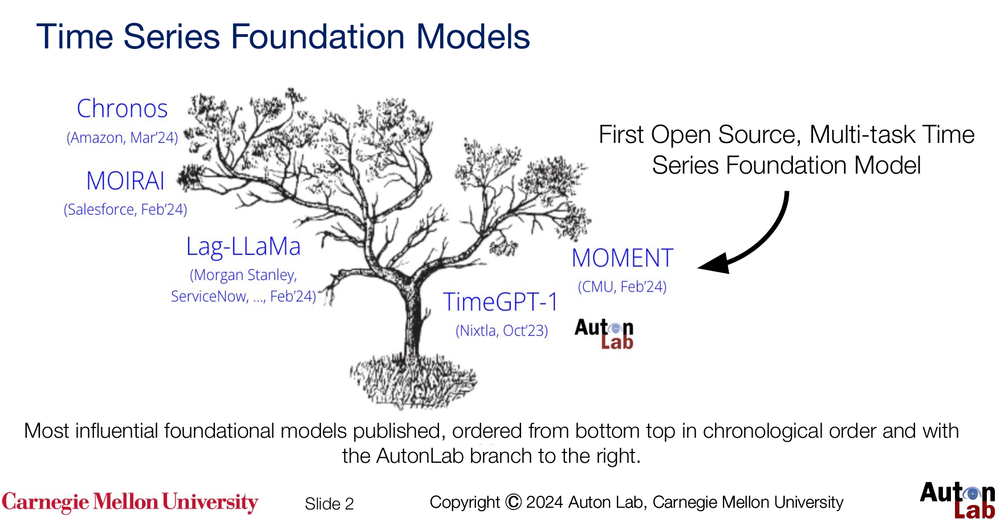 Time Series Foundation Models
Chronos
(Amazon, Mar'24)
MOIRAI
(Salesforce, Feb'24)
Lag-LLaMa
(Morgan Stanley,
ServiceNow, ..., Feb'24)
TimeGPT-1
(Nixtla, Oct'23)
MOMENT
(CMU, Feb'24)
Auton
Lab
First Open Source, Multi-task Time
Series Foundation Model
Most influential foundational models published, ordered from bottom top in chronological order and with
the AutonLab branch to the right.
Carnegie Mellon University
Slide 2
Copyright © 2024 Auton Lab, Carnegie Mellon University
Auton
Lab